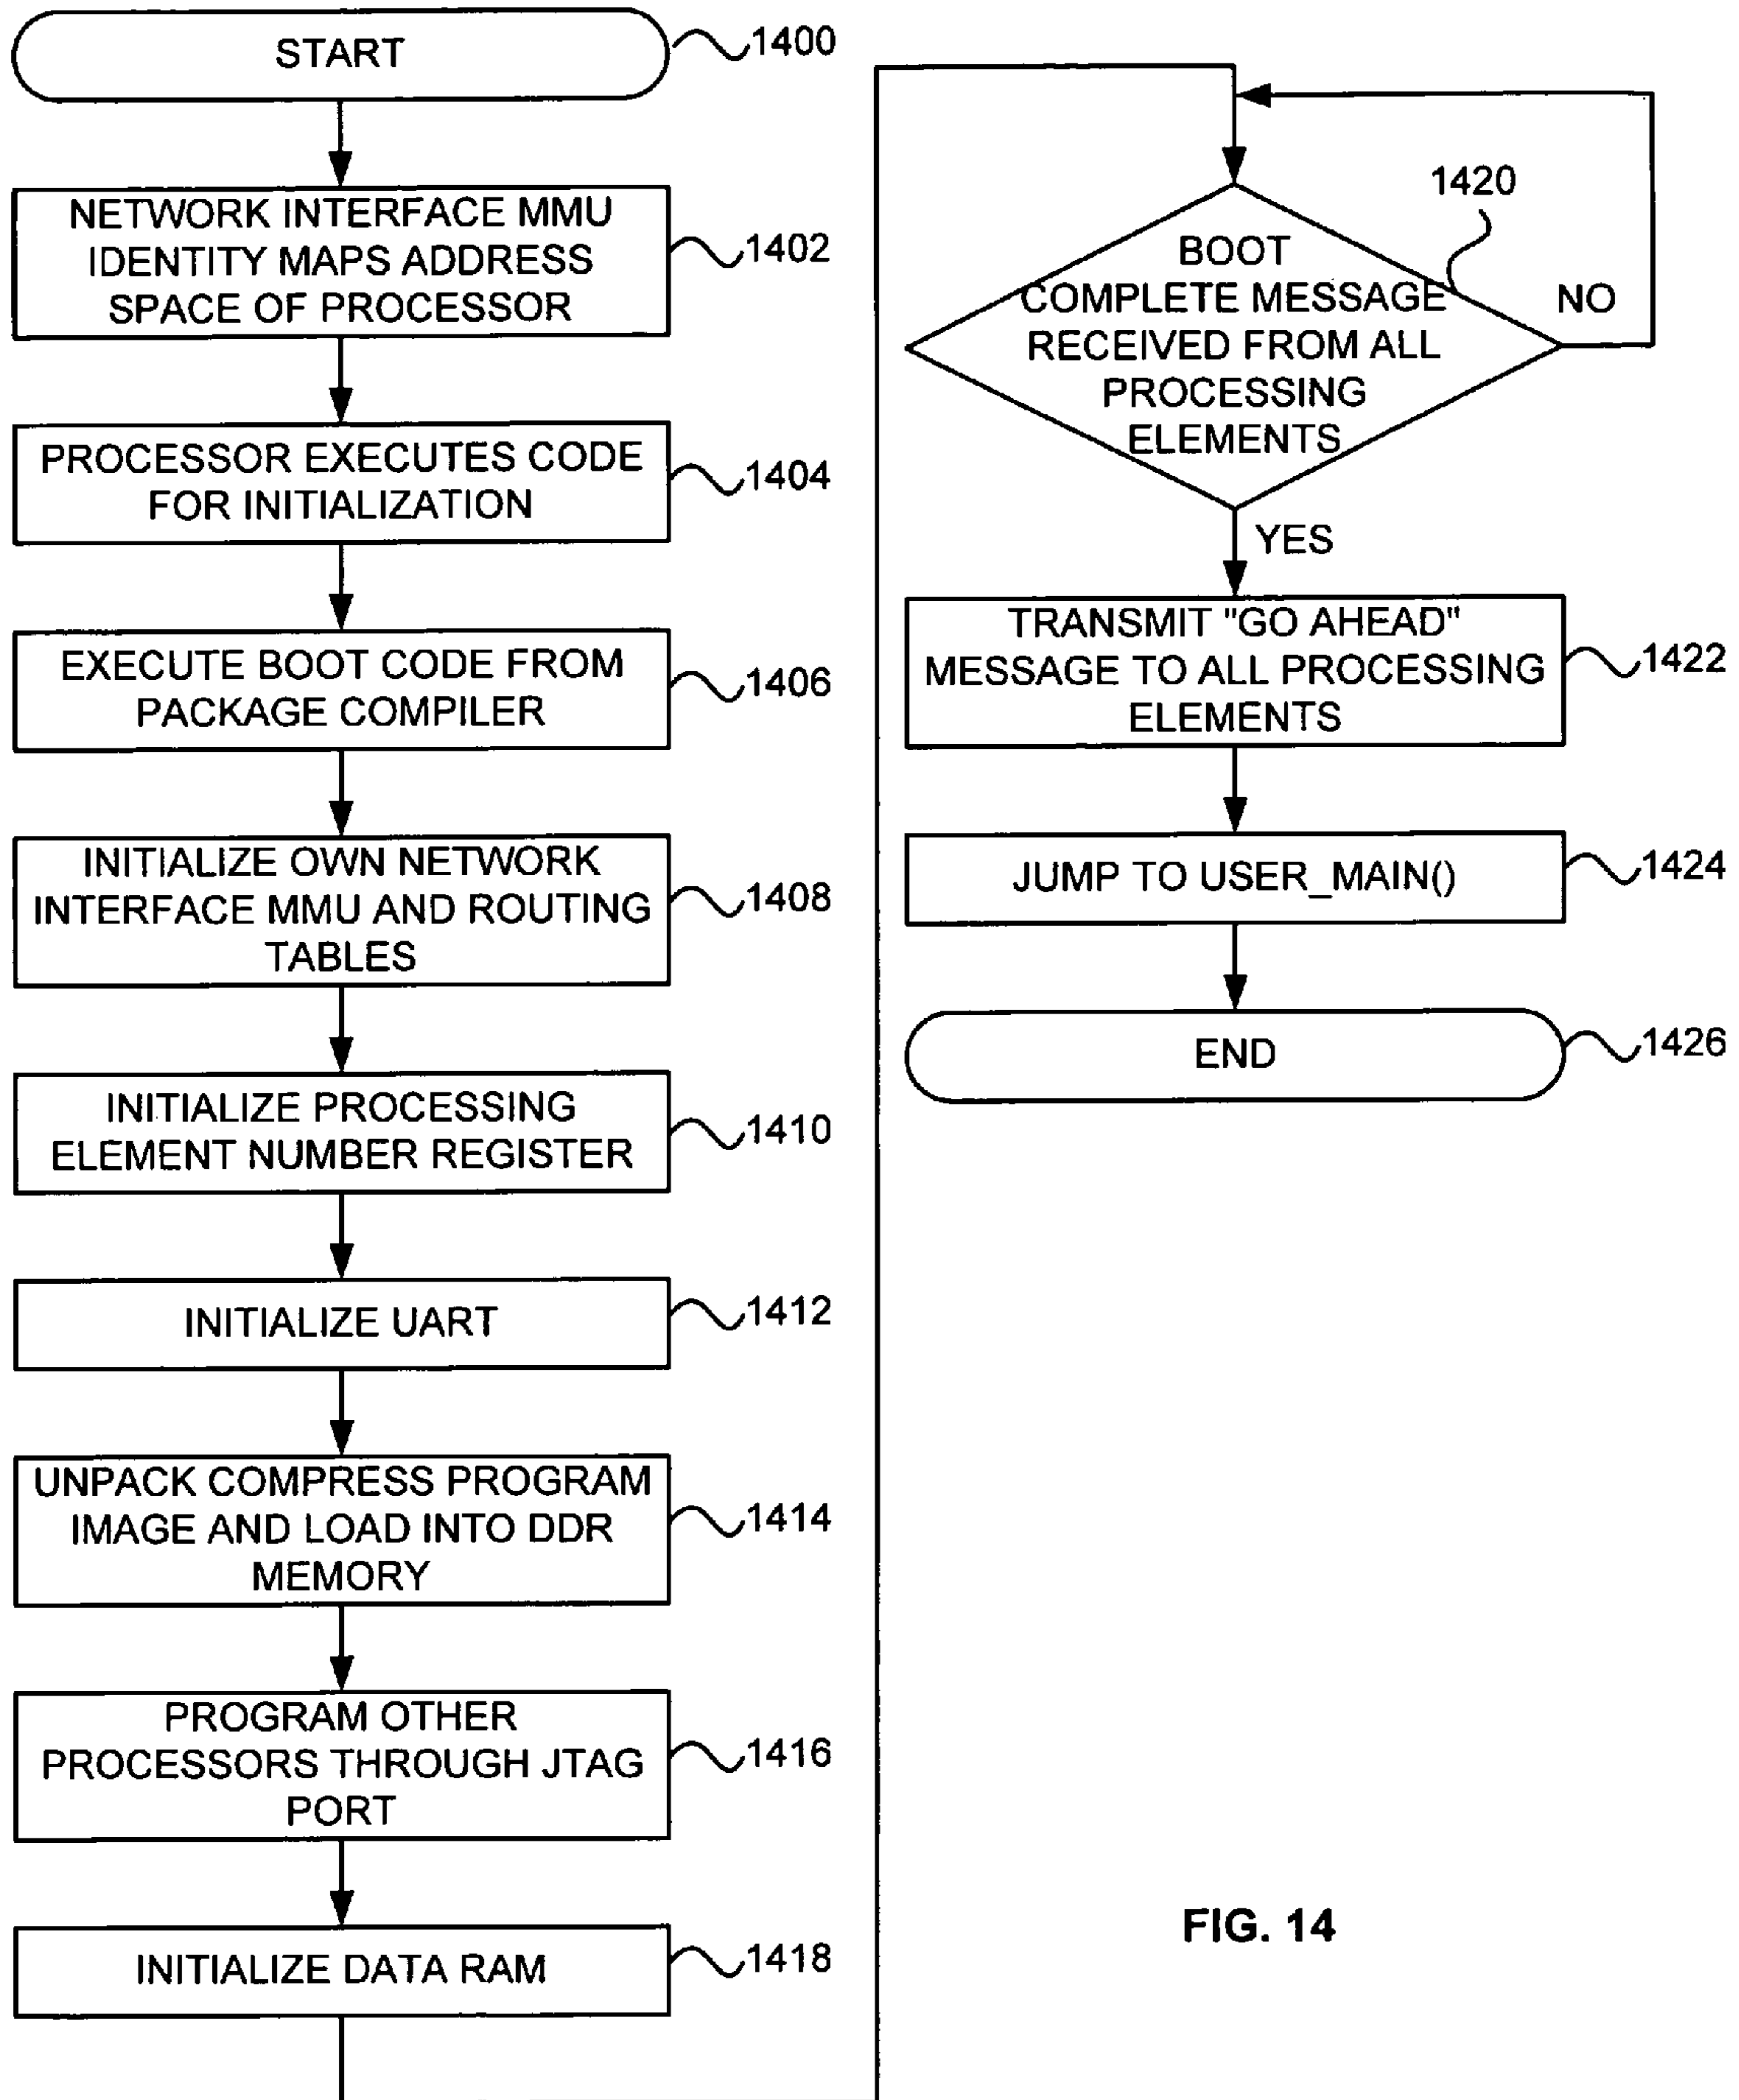 START
1400
NETWORK INTERFACE MMU
IDENTITY MAPS ADDRESS
SPACE OF PROCESSOR
1402
PROCESSOR EXECUTES CODE
FOR INITIALIZATION
1404
EXECUTE BOOT CODE FROM
PACKAGE COMPILER
1406
INITIALIZE OWN NETWORK
INTERFACE MMU AND ROUTING
TABLES
1408
INITIALIZE PROCESSING
ELEMENT NUMBER REGISTER
1410
INITIALIZE UART
1412
UNPACK COMPRESS PROGRAM
IMAGE AND LOAD INTO DDR
MEMORY
1414
PROGRAM OTHER
PROCESSORS THROUGH JTAG
PORT
1416
INITIALIZE DATA RAM
1418
1420
BOOT
COMPLETE MESSAGE
RECEIVED FROM ALL
PROCESSING
ELEMENTS
NO
YES
TRANSMIT "GO AHEAD"
MESSAGE TO ALL PROCESSING
ELEMENTS
1422
JUMP TO USER_MAIN()
1424
END
1426
FIG. 14